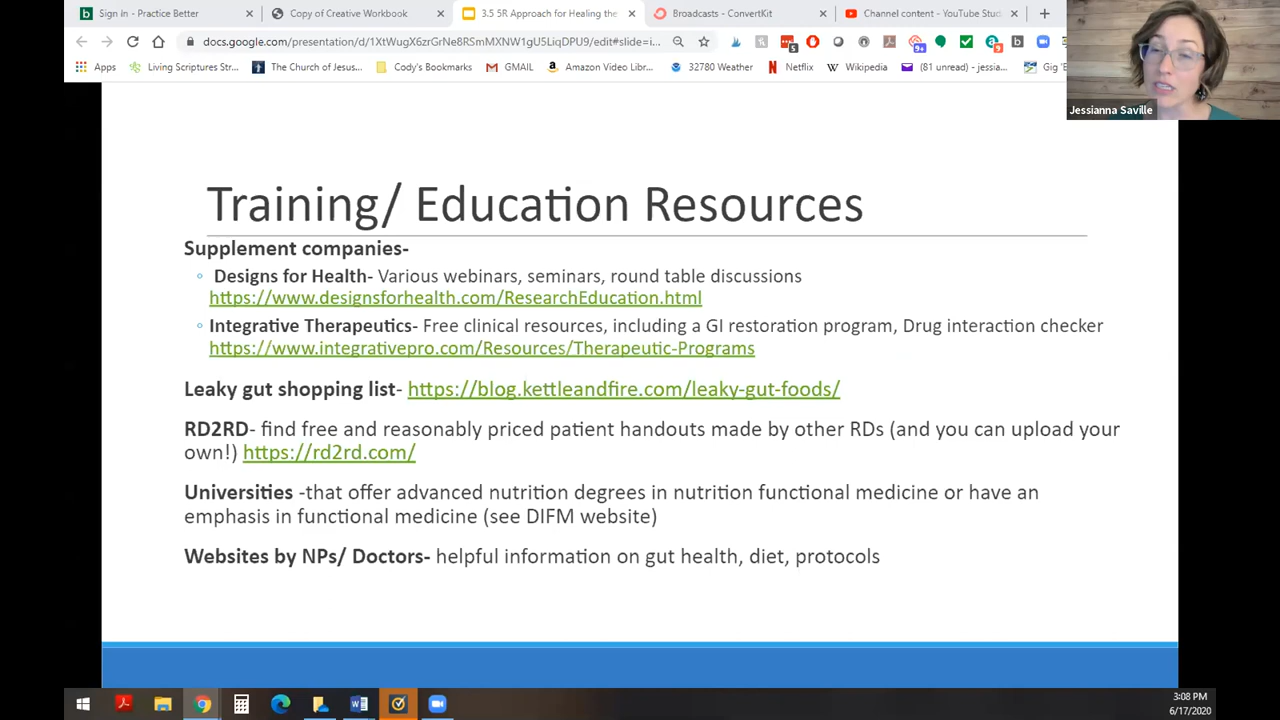 Sign in - Practice Better
Copy of Creative Workbook
3.5 5R Approach for Healing the
Broadcasts - ConvertKit
Channel content - YouTube Stud
docs.google.com/presentation/d/1XtWugX6zrGrNe8RSmMXNW1gU5LiqDPU9/edit#slide=i...
Apps
Living Scriptures Str...
The Church of Jesus...
Cody's Bookmarks
GMAIL
Amazon Video Lib...
32780 Weather
Netflix
Wikipedia
(81 unread) - jessia...
Gig
Jessianna Saville
Training/ Education Resources
Supplement companies-
Designs for Health- Various webinars, seminars, round table discussions
https://www.designsforhealth.com/ResearchEducation.html
Integrative Therapeutics- Free clinical resources, including a GI restoration program, Drug interaction checker
https://www.integrativepro.com/Resources/Therapeutic-Programs
Leaky gut shopping list- https://blog.kettleandfire.com/leaky-gut-foods/
RD2RD- find free and reasonably priced patient handouts made by other RDs (and you can upload your
own!) https://rd2rd.com/
Universities -that offer advanced nutrition degrees in nutrition functional medicine or have an
emphasis in functional medicine (see DIFM website)
Websites by NPs/ Doctors- helpful information on gut health, diet, protocols
3:08 PM
6/17/2020